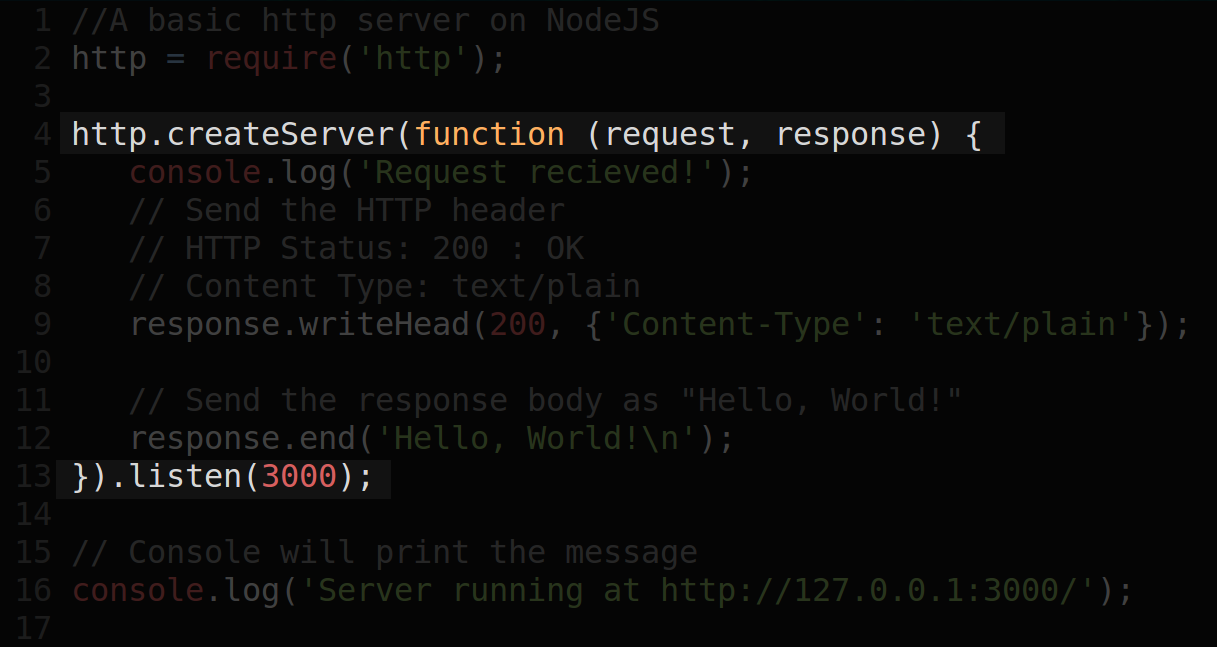 1 //A basic http server on NodeJS
2 http = require('http');
3
4 http.createServer(function (request, response) {
5    console.log('Request recieved!');
6    // Send the HTTP header
7    // HTTP Status: 200 : OK
8    // Content Type: text/plain
9    response.writeHead(200, {'Content-Type': 'text/plain'});
10
11    // Send the response body as "Hello, World!"
12    response.end('Hello, World!\n');
13 }).listen(3000);
14
15 // Console will print the message
16 console.log('Server running at http://127.0.0.1:3000/');
17